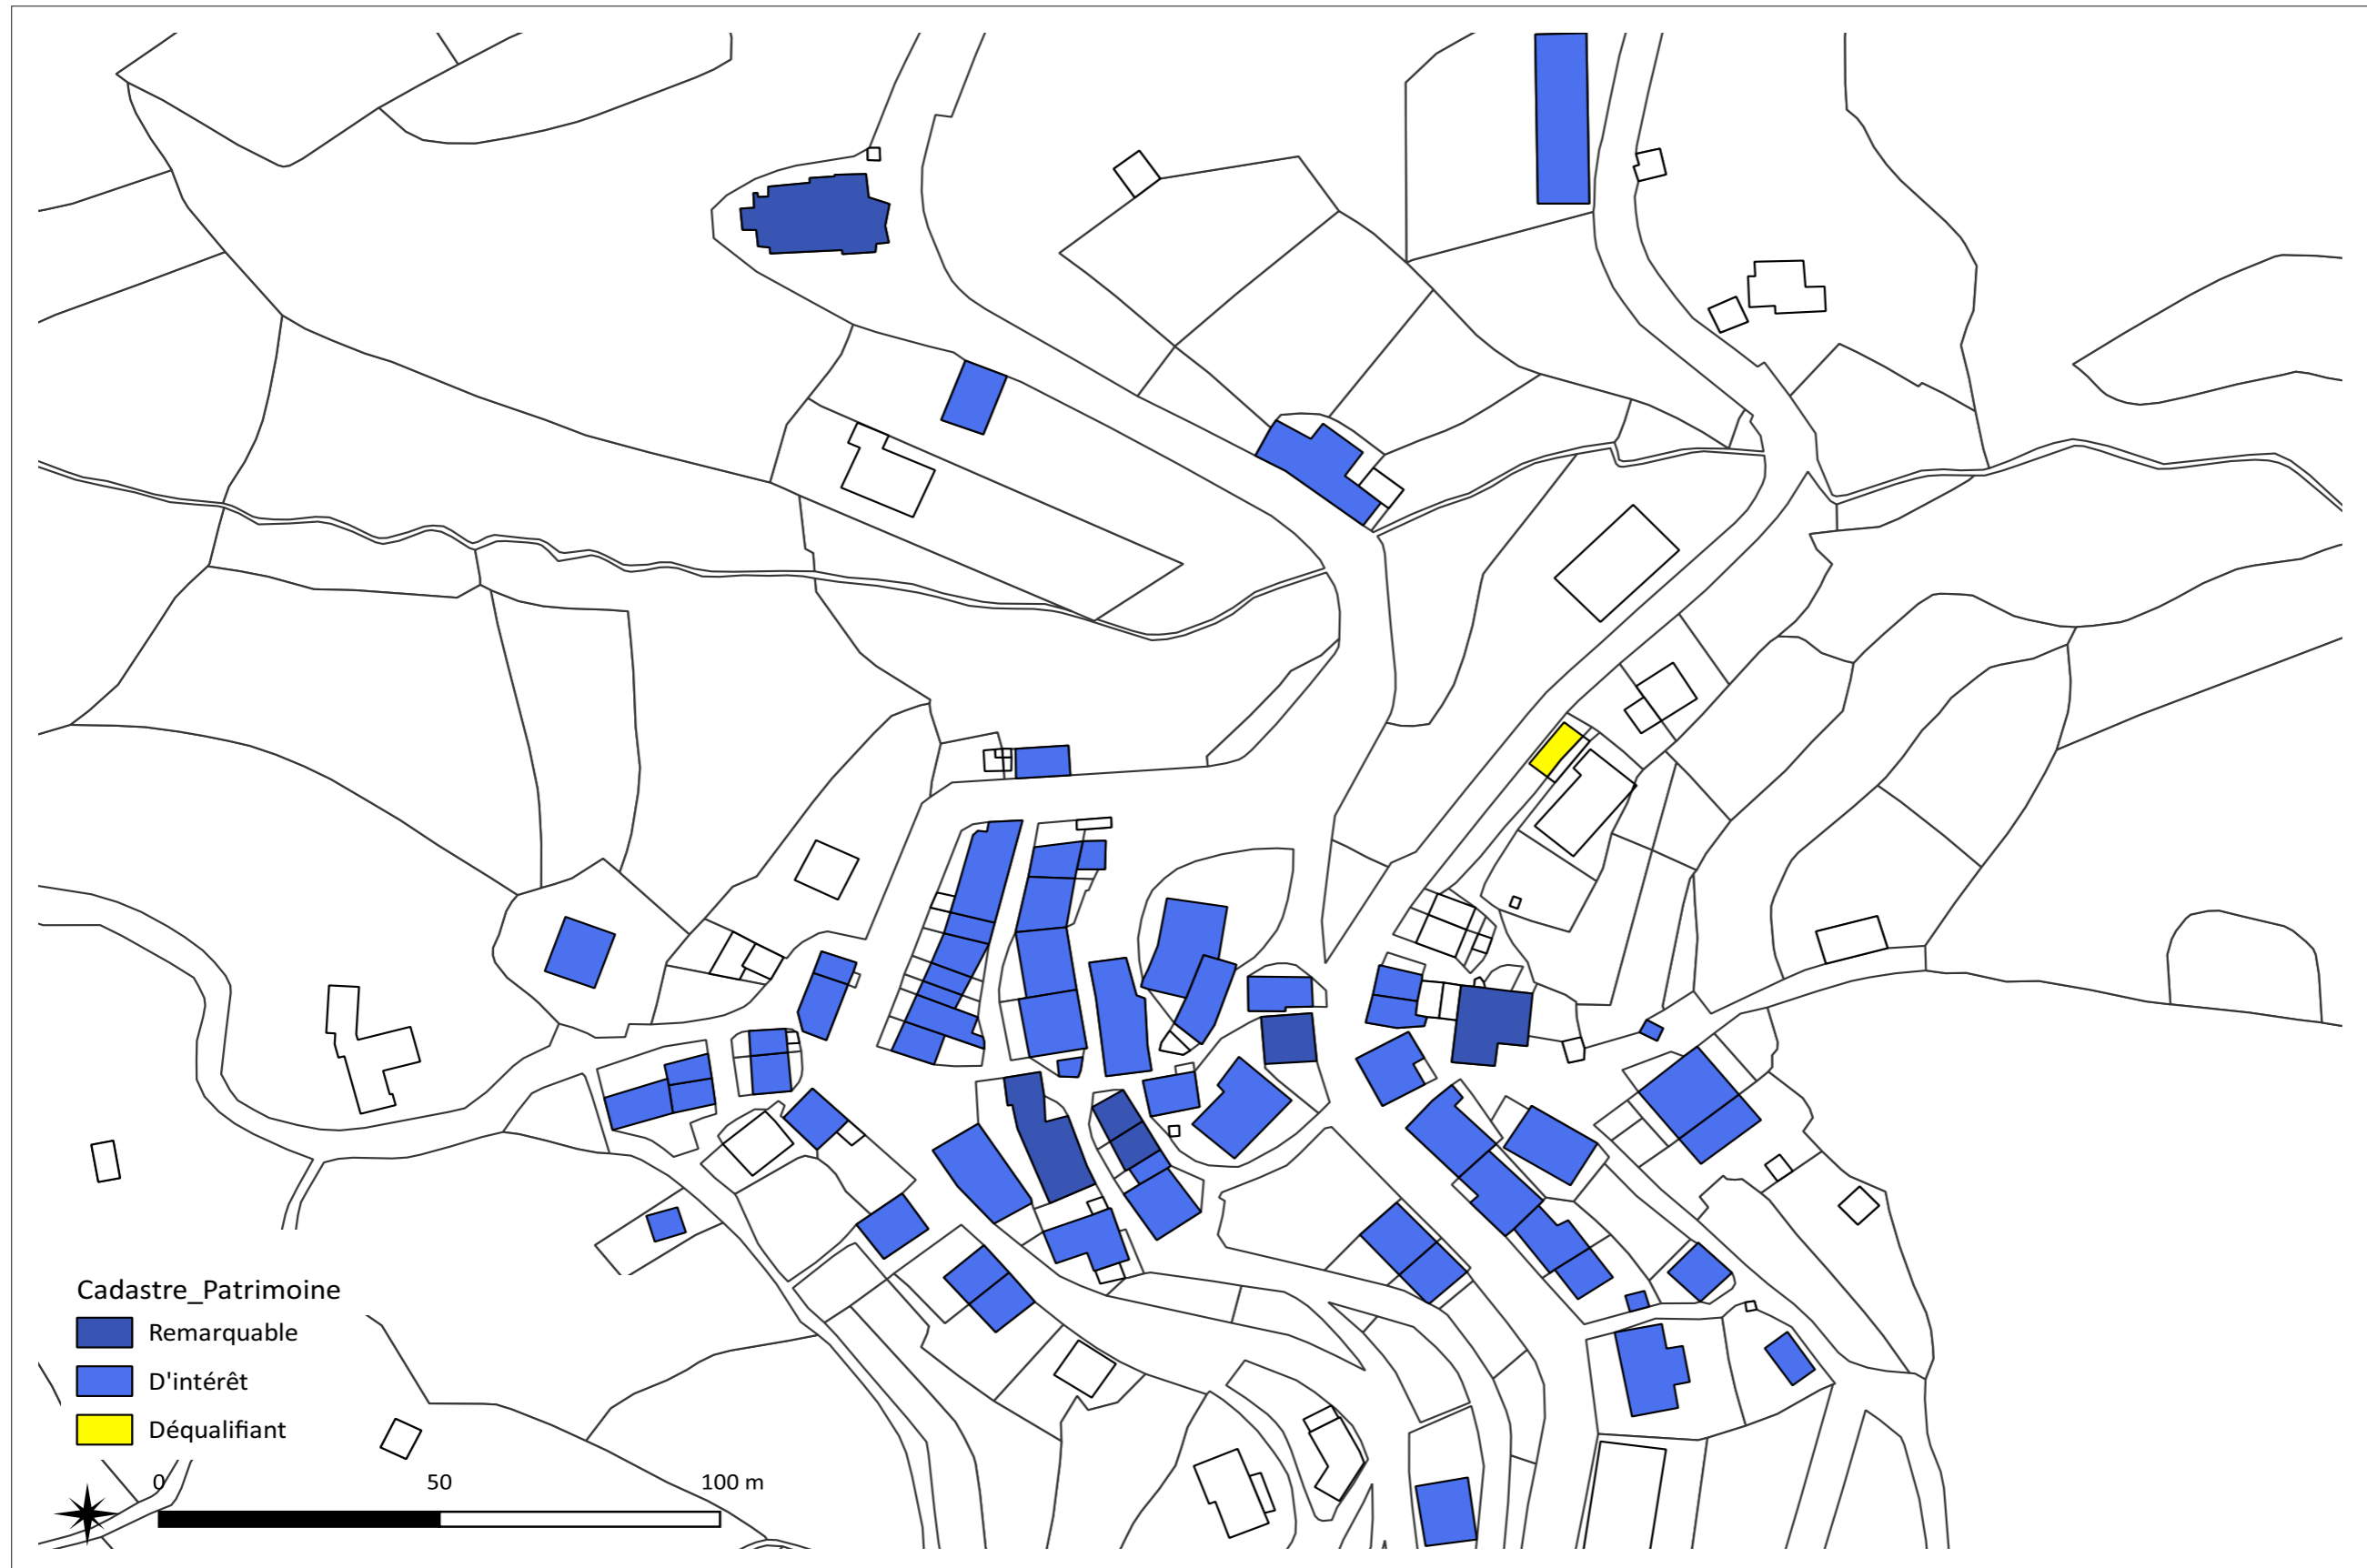 Cadastre_Patrimoine
Remarquable
D'intérêt
Déqualifiant
0 50 100 m